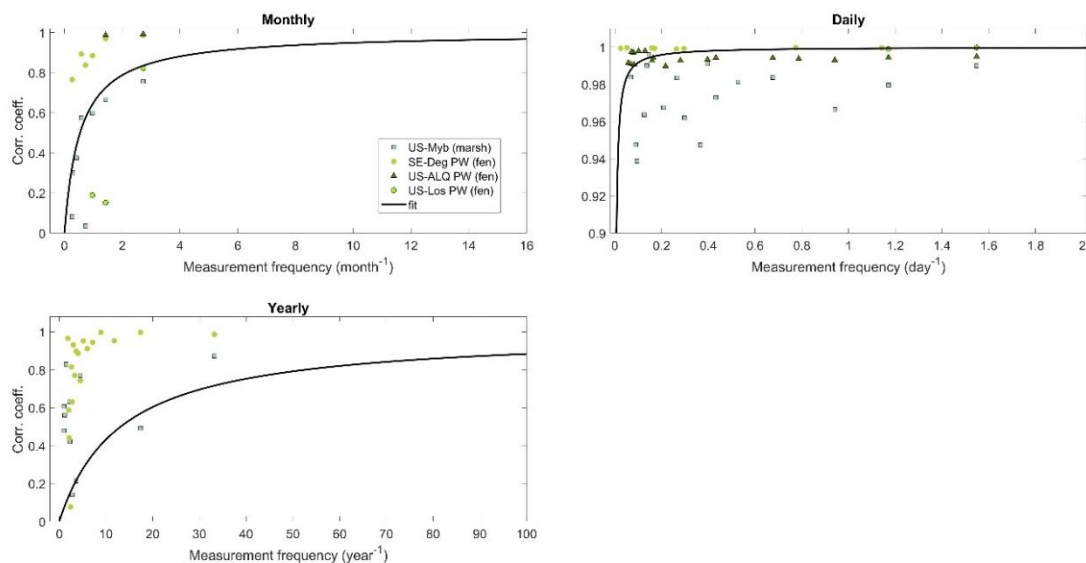 Monthly
Corr. coeff.
1
0.8
0.6
0.4
0.2
0
US-Myb (marsh)
SE-Deg PW (fen)
US-ALQ PW (fen)
US-Los PW (fen)
fit
0 2 4 6 8 10 12 14 16
Measurement frequency (month⁻¹)
Daily
Corr. coeff.
1
0.98
0.96
0.94
0.92
0.9
0 0.2 0.4 0.6 0.8 1 1.2 1.4 1.6 1.8 2
Measurement frequency (day⁻¹)
Yearly
Corr. coeff.
1
0.8
0.6
0.4
0.2
0
0 10 20 30 40 50 60 70 80 90 100
Measurement frequency (year⁻¹)